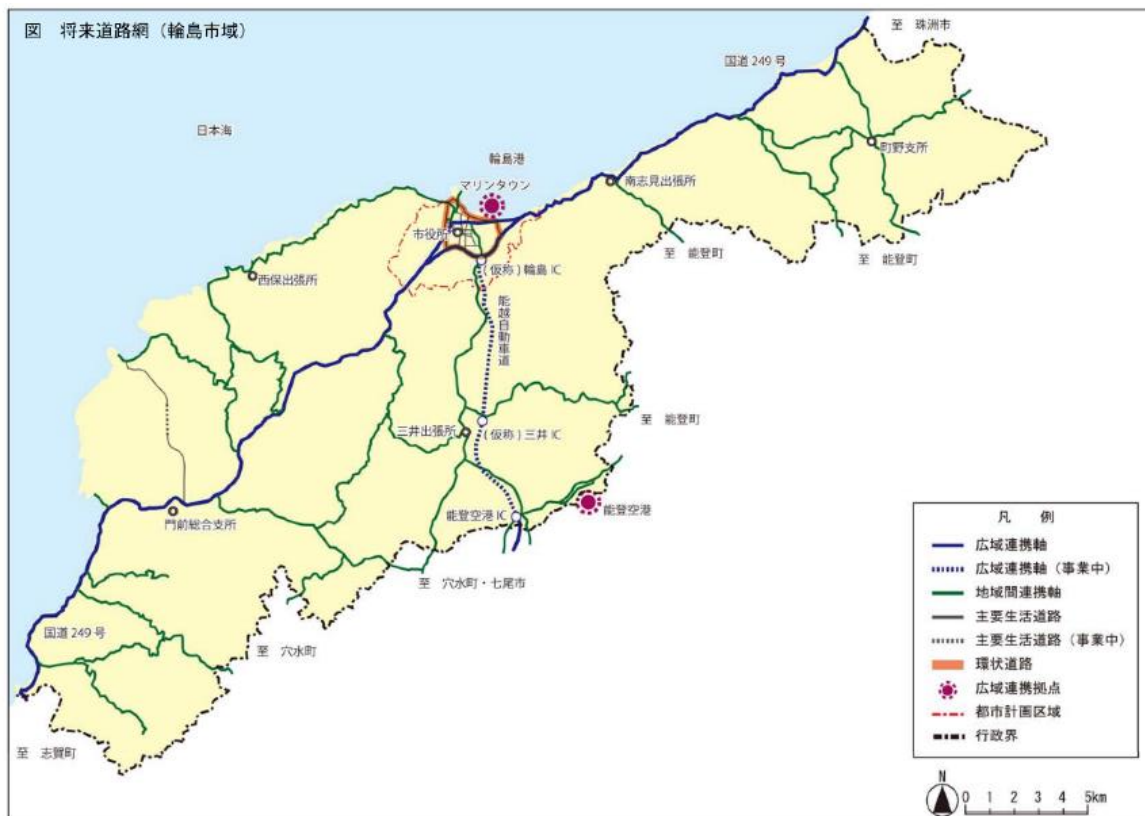 図 将来道路網（輪島市域）
至 珠洲市
国道249号
日本海
町野支所
輪島港
マリンタウン
南志見出張所
市役所
至 能登町
至 能登町
西保出張所
(仮称)輪島IC
能越自動車道
至 能登町
三井出張所
(仮称)三井IC
能登空港IC
能登空港
門前総合支所
至 穴水町・七尾市
国道249号
至 穴水町
至 志賀町
凡 例
広域連携軸
広域連携軸（事業中）
地域間連携軸
主要生活道路
主要生活道路（事業中）
環状道路
広域連携拠点
都市計画区域
行政界
N
0 1 2 3 4 5km